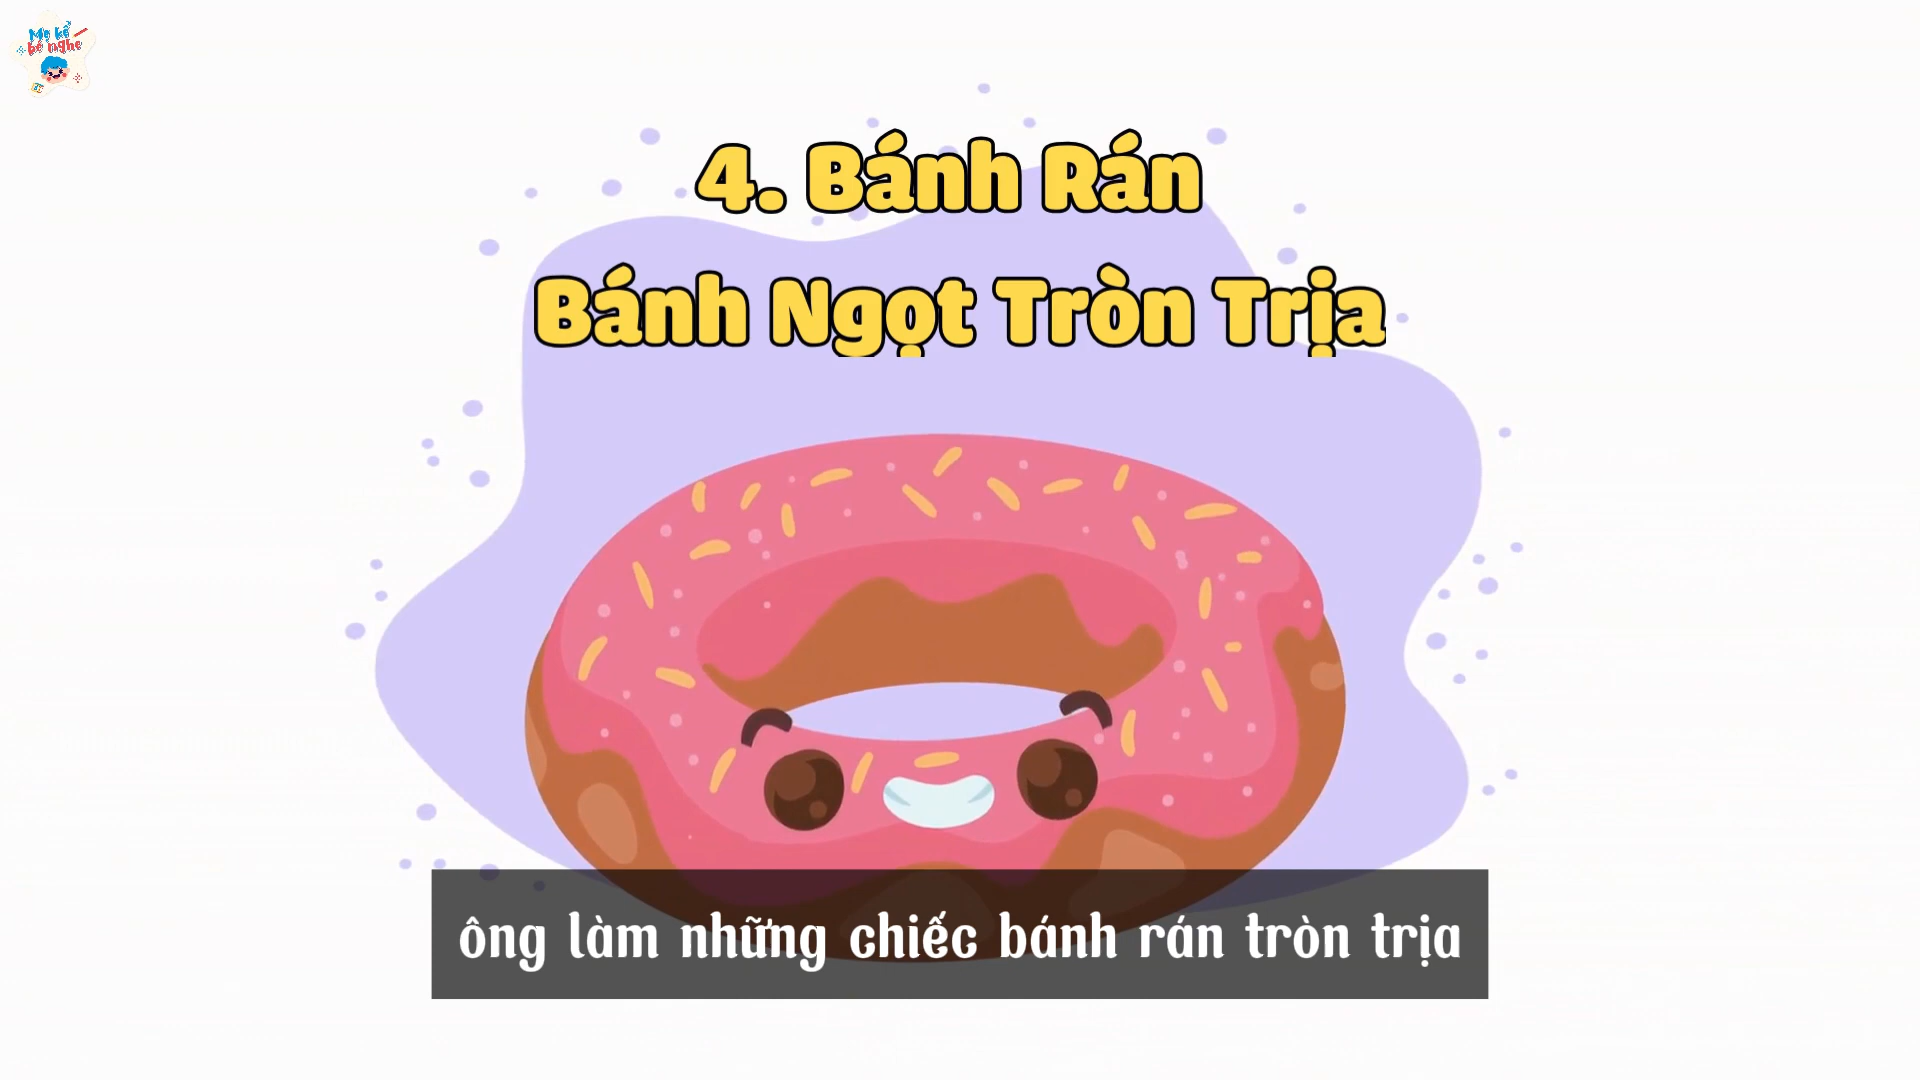 Mẹ kể
bé nghe
4. Bánh Rán
Bánh Ngọt Tròn Trịa
ông làm những chiếc bánh rán tròn trịa